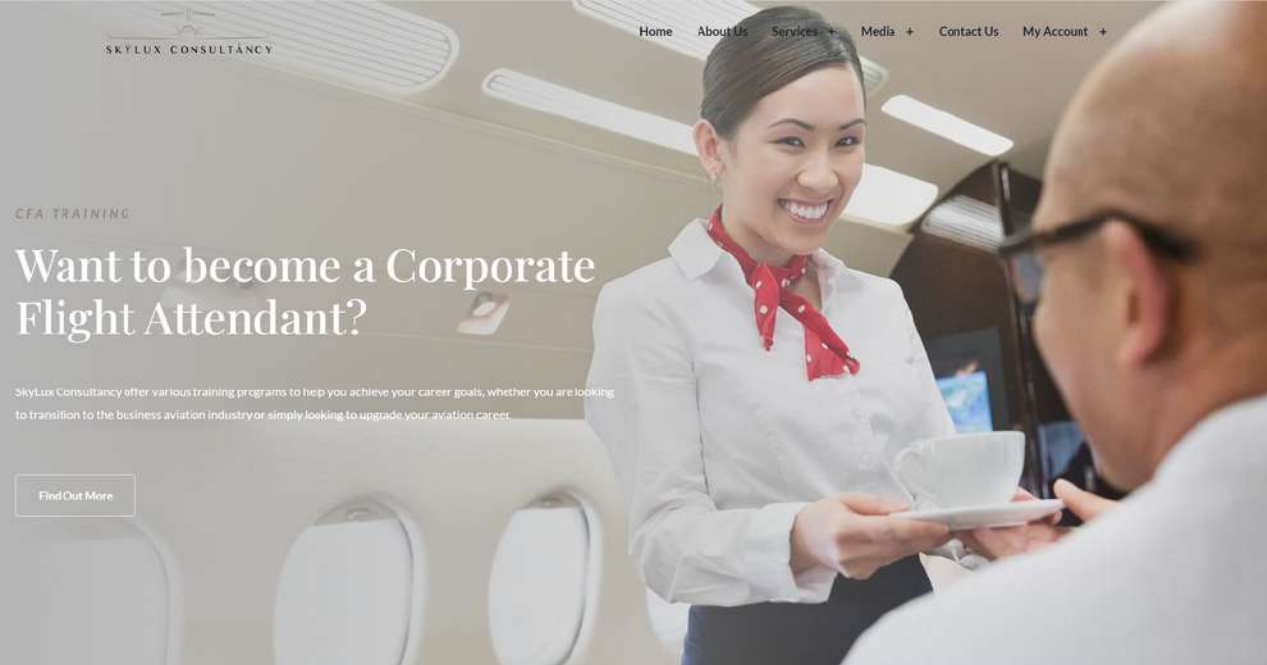 SKYLUX CONSULTANCY
Home About Us Services + Media + Contact Us My Account +
CFA TRAINING
Want to become a Corporate
Flight Attendant?
SkyLux Consultancy offer various training programs to help you achieve your career goals, whether you are looking
to transition to the business aviation industry or simply looking to upgrade your aviation career.
Find Out More